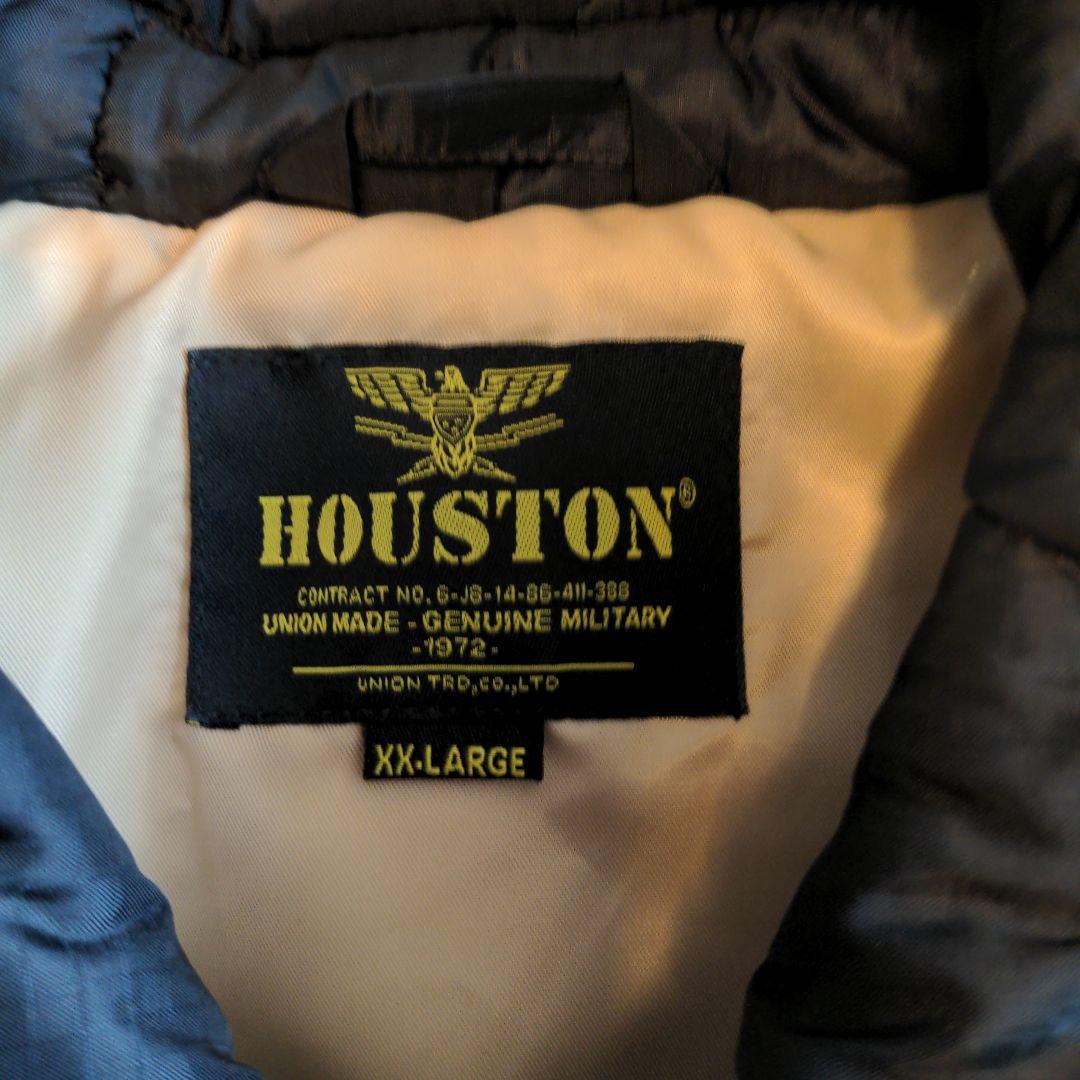 HOUSTON®
CONTRACT NO. 6-JS-14-86-411-388
UNION MADE - GENUINE MILITARY
-1972-
UNION TRD,CO.,LTD
XX-LARGE